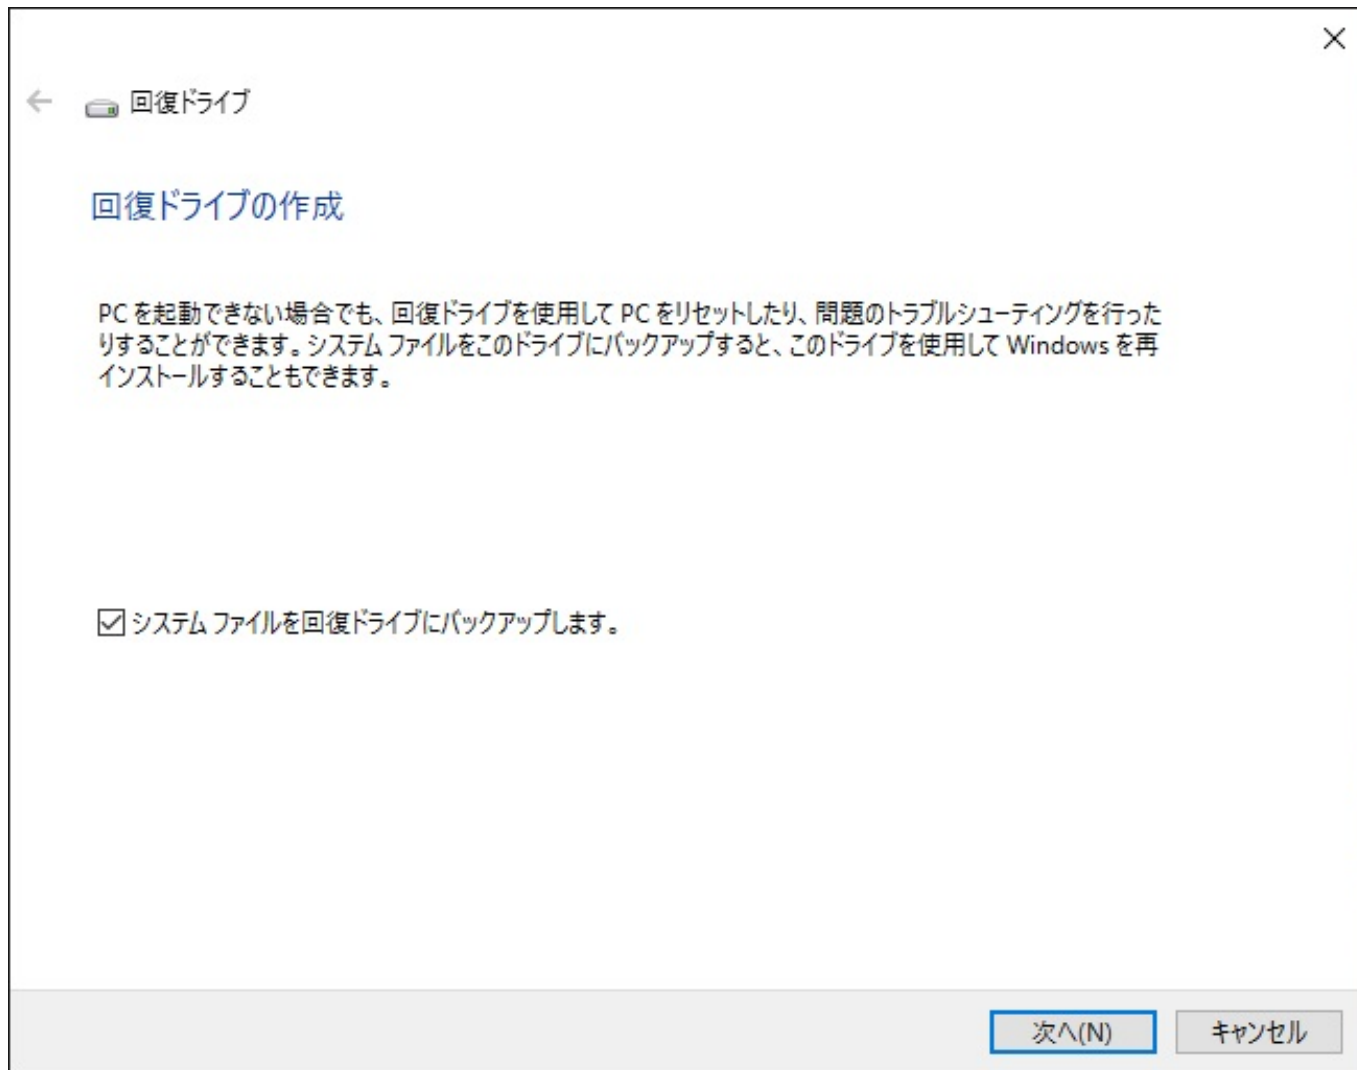 回復ドライブ
回復ドライブの作成
PC を起動できない場合でも、回復ドライブを使用して PC をリセットしたり、問題のトラブルシューティングを行った
りすることができます。システム ファイルをこのドライブにバックアップすると、このドライブを使用して Windows を再
インストールすることもできます。
システム ファイルを回復ドライブにバックアップします。
次へ(N) キャンセル